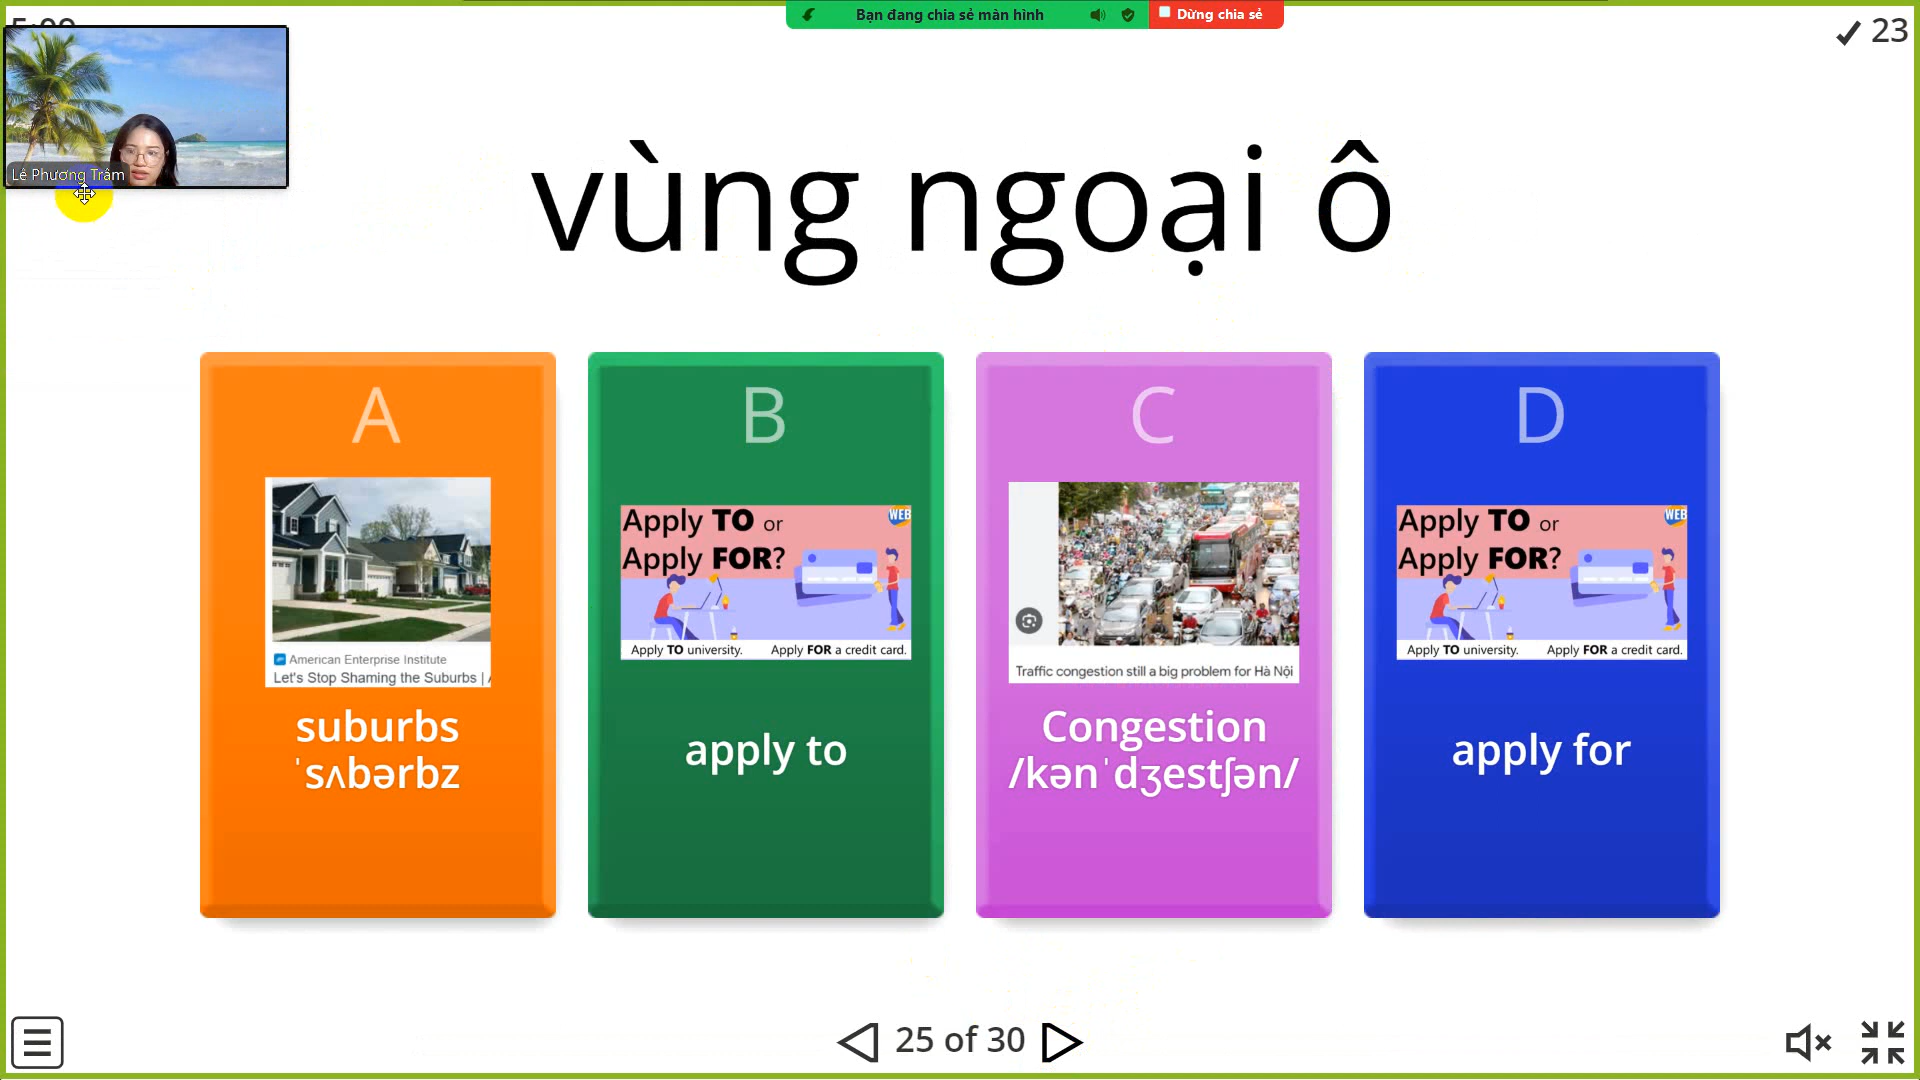 Bạn đang chia sẻ màn hình
Dừng chia sẻ
23
Lê Phương Trâm
vùng ngoại ô
A
American Enterprise Institute
Let's Stop Shaming the Suburbs |
suburbs
ˈsʌbərbz
B
Apply TO or
WEB
Apply FOR?
Apply TO university. Apply FOR a credit card.
apply to
C
Traffic congestion still a big problem for Hà Nội
Congestion
/kənˈdʒestʃən/
D
Apply TO or
WEB
Apply FOR?
Apply TO university. Apply FOR a credit card.
apply for
25 of 30